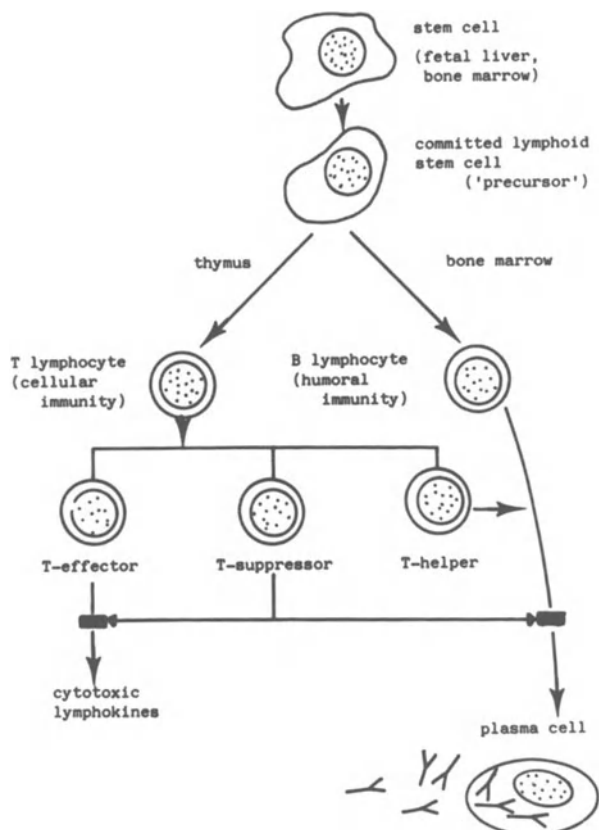 stem cell
(fetal liver,
bone marrow)
committed lymphoid
stem cell
('precursor')
thymus
bone marrow
T lymphocyte
(cellular
immunity)
B lymphocyte
(humoral
immunity)
T-effector
T-suppressor
T-helper
cytotoxic
lymphokines
plasma cell